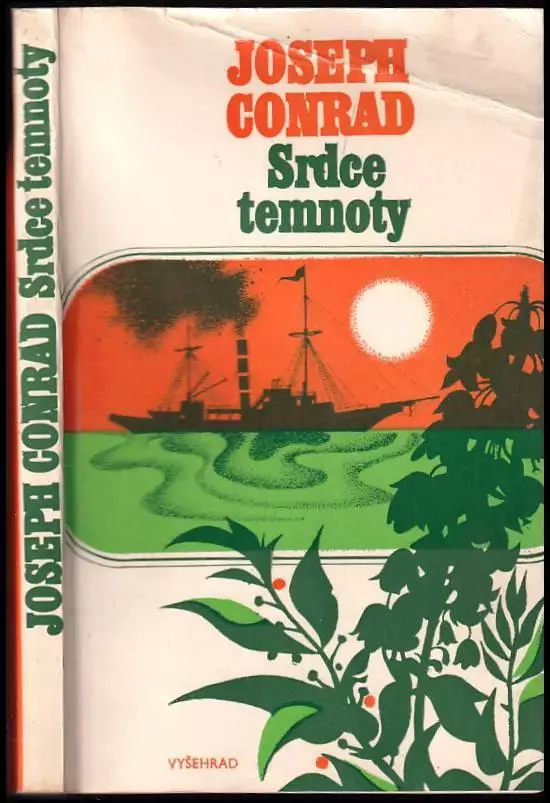 JOSEPH CONRAD Srdce temnoty
JOSEPH
CONRAD
Srdce
temnoty
VYŠEHRAD